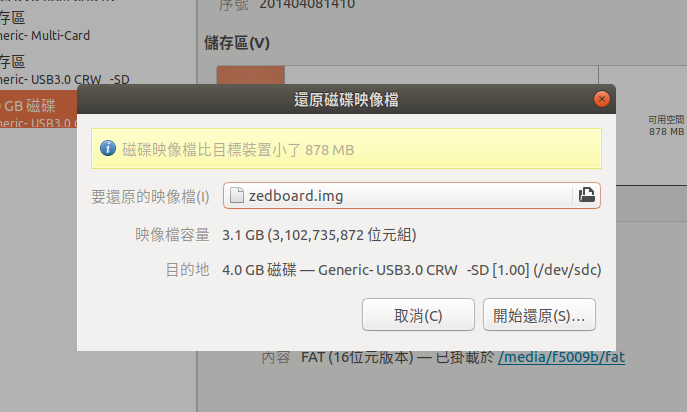 存區
序號 201404081410
neric- Multi-Card
儲存區(V)
存區
neric- USB3.0 CRW -SD
GB 磁碟
neric- USB3.0 C
可用空間
878 MB
還原磁碟映像檔
磁碟映像檔比目標裝置小了 878 MB
要還原的映像檔(I) zedboard.img
映像檔容量 3.1 GB (3,102,735,872 位元組)
目的地 4.0 GB 磁碟 — Generic- USB3.0 CRW -SD [1.00] (/dev/sdc)
取消(C) 開始還原(S)...
內容 FAT (16位元版本) — 已掛載於 /media/f5009b/fat